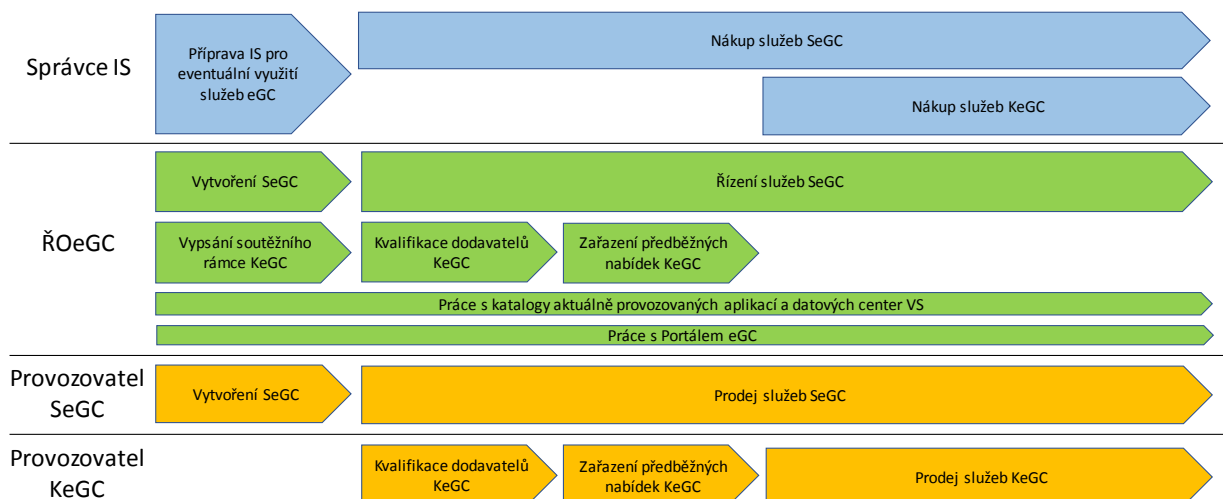 Správce IS
Příprava IS pro
eventuální využití
služeb eGC
Nákup služeb SeGC
Nákup služeb KeGC
ŘOeGC
Vytvoření SeGC
Řízení služeb SeGC
Vypsání soutěžního
rámce KeGC
Kvalifikace dodavatelů
KeGC
Zařazení předběžných
nabídek KeGC
Práce s katalogy aktuálně provozovaných aplikací a datových center VS
Práce s Portálem eGC
Provozovatel
SeGC
Vytvoření SeGC
Prodej služeb SeGC
Provozovatel
KeGC
Kvalifikace dodavatelů
KeGC
Zařazení předběžných
nabídek KeGC
Prodej služeb KeGC